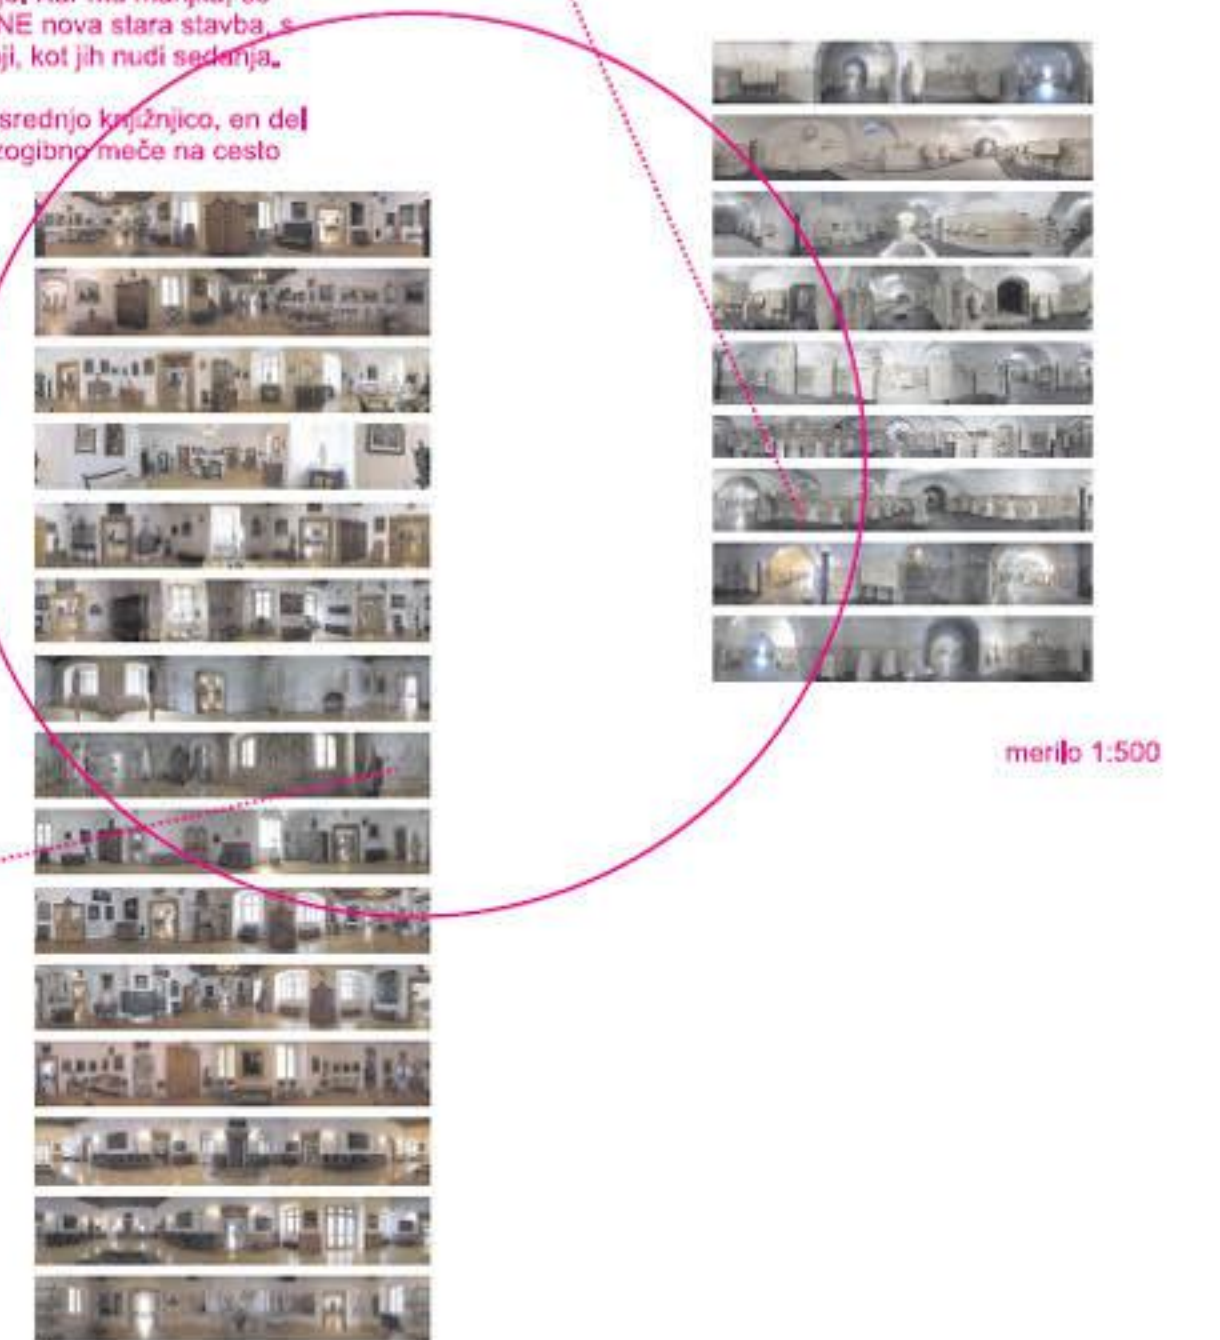 NE nova stara stavba, s
ji, kot jih nudi sedanja.
srednjo knjižnjico, en del
zogibno meče na cesto
merilo 1:500